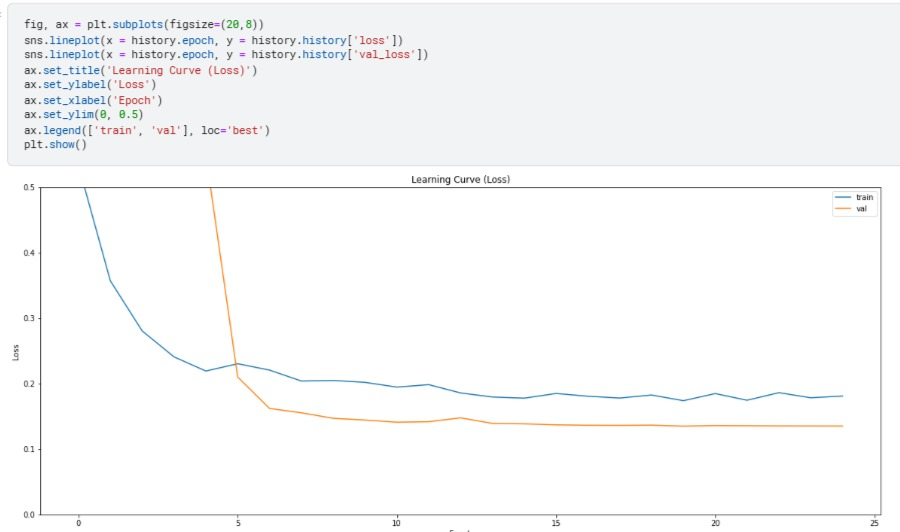 fig, ax = plt.subplots(figsize=(20,8))
sns.lineplot(x = history.epoch, y = history.history['loss'])
sns.lineplot(x = history.epoch, y = history.history['val_loss'])
ax.set_title('Learning Curve (Loss)')
ax.set_ylabel('Loss')
ax.set_xlabel('Epoch')
ax.set_ylim(0, 0.5)
ax.legend(['train', 'val'], loc='best')
plt.show()
Learning Curve (Loss)
0.5
train
val
0.4
0.3
Loss
0.2
0.1
0.0
0 5 10 15 20 25